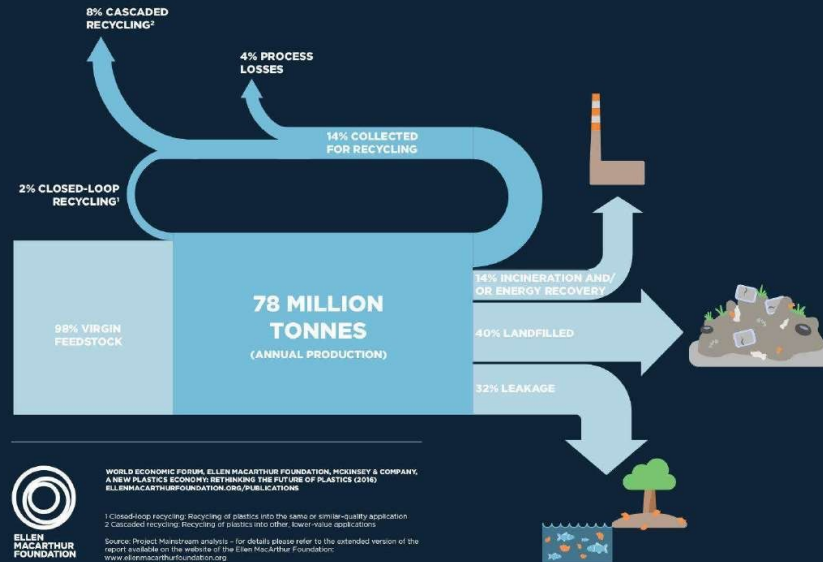 8% CASCADED
RECYCLING²
4% PROCESS
LOSSES
14% COLLECTED
FOR RECYCLING
2% CLOSED-LOOP
RECYCLING¹
98% VIRGIN
FEEDSTOCK
78 MILLION
TONNES
(ANNUAL PRODUCTION)
14% INCINERATION AND/
OR ENERGY RECOVERY
40% LANDFILLED
32% LEAKAGE
ELLEN
MACARTHUR
FOUNDATION
WORLD ECONOMIC FORUM, ELLEN MACARTHUR FOUNDATION, MCKINSEY & COMPANY,
A NEW PLASTICS ECONOMY: RETHINKING THE FUTURE OF PLASTICS (2016)
ELLENMACARTHURFOUNDATION.ORG/PUBLICATIONS
1 Closed-loop recycling: Recycling of plastics into the same or similar-quality application
2 Cascaded recycling: Recycling of plastics into other, lower-value applications
Source: Project Mainstream analysis – for details please refer to the extended version of the
report available on the website of the Ellen MacArthur Foundation:
www.ellenmacarthurfoundation.org